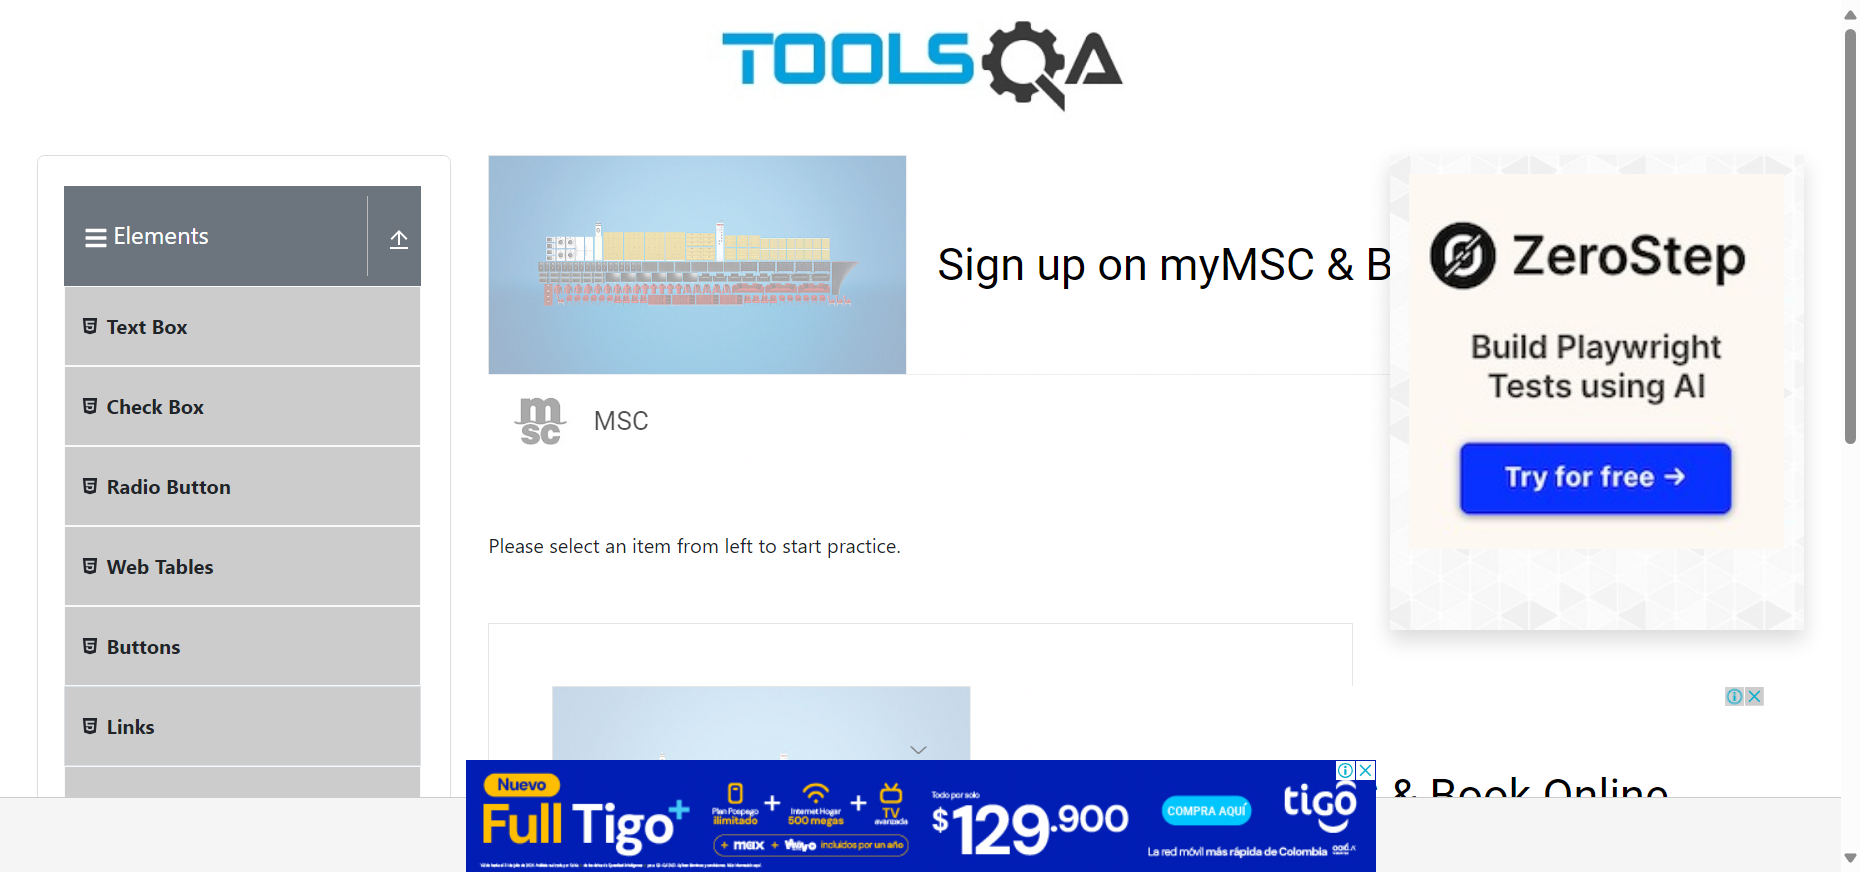 TOOLSQA
Elements
Text Box
Check Box
Radio Button
Web Tables
Buttons
Links
Sign up on myMSC & B
msc
MSC
Please select an item from left to start practice.
ZeroStep
Build Playwright
Tests using AI
Try for free →
& Book Online
Nuevo
Full Tigo+
Plan Pospago
ilimitado
+
Internet Hogar
500 megas
+
TV
avanzada
+ max + Win+ incluidos por un año
Todo por solo
$129.900
COMPRA AQUÍ
tigo
La red móvil más rápida de Colombia